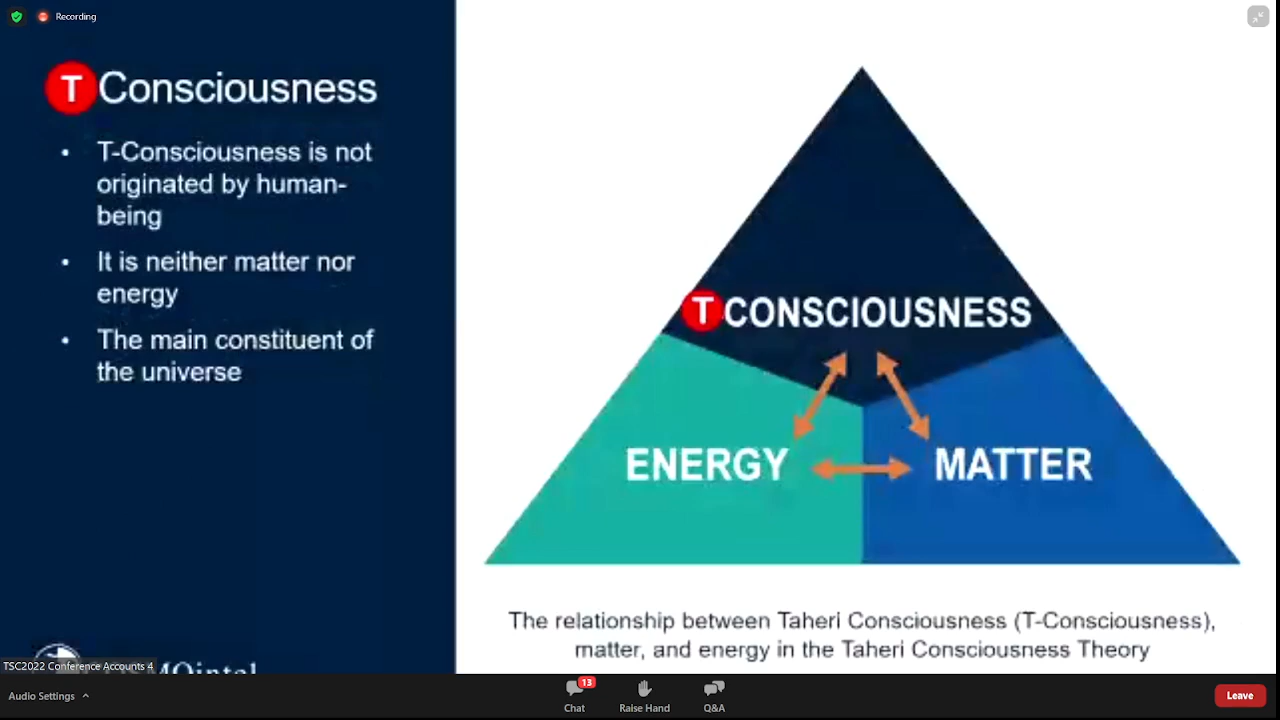 Recording
T Consciousness
• T-Consciousness is not
originated by human-
being
• It is neither matter nor
energy
• The main constituent of
the universe
T CONSCIOUSNESS
ENERGY
MATTER
The relationship between Taheri Consciousness (T-Consciousness),
matter, and energy in the Taheri Consciousness Theory
TSC2022 Conference Accounts 4
Audio Settings
13
Chat
Raise Hand
Q&A
Leave